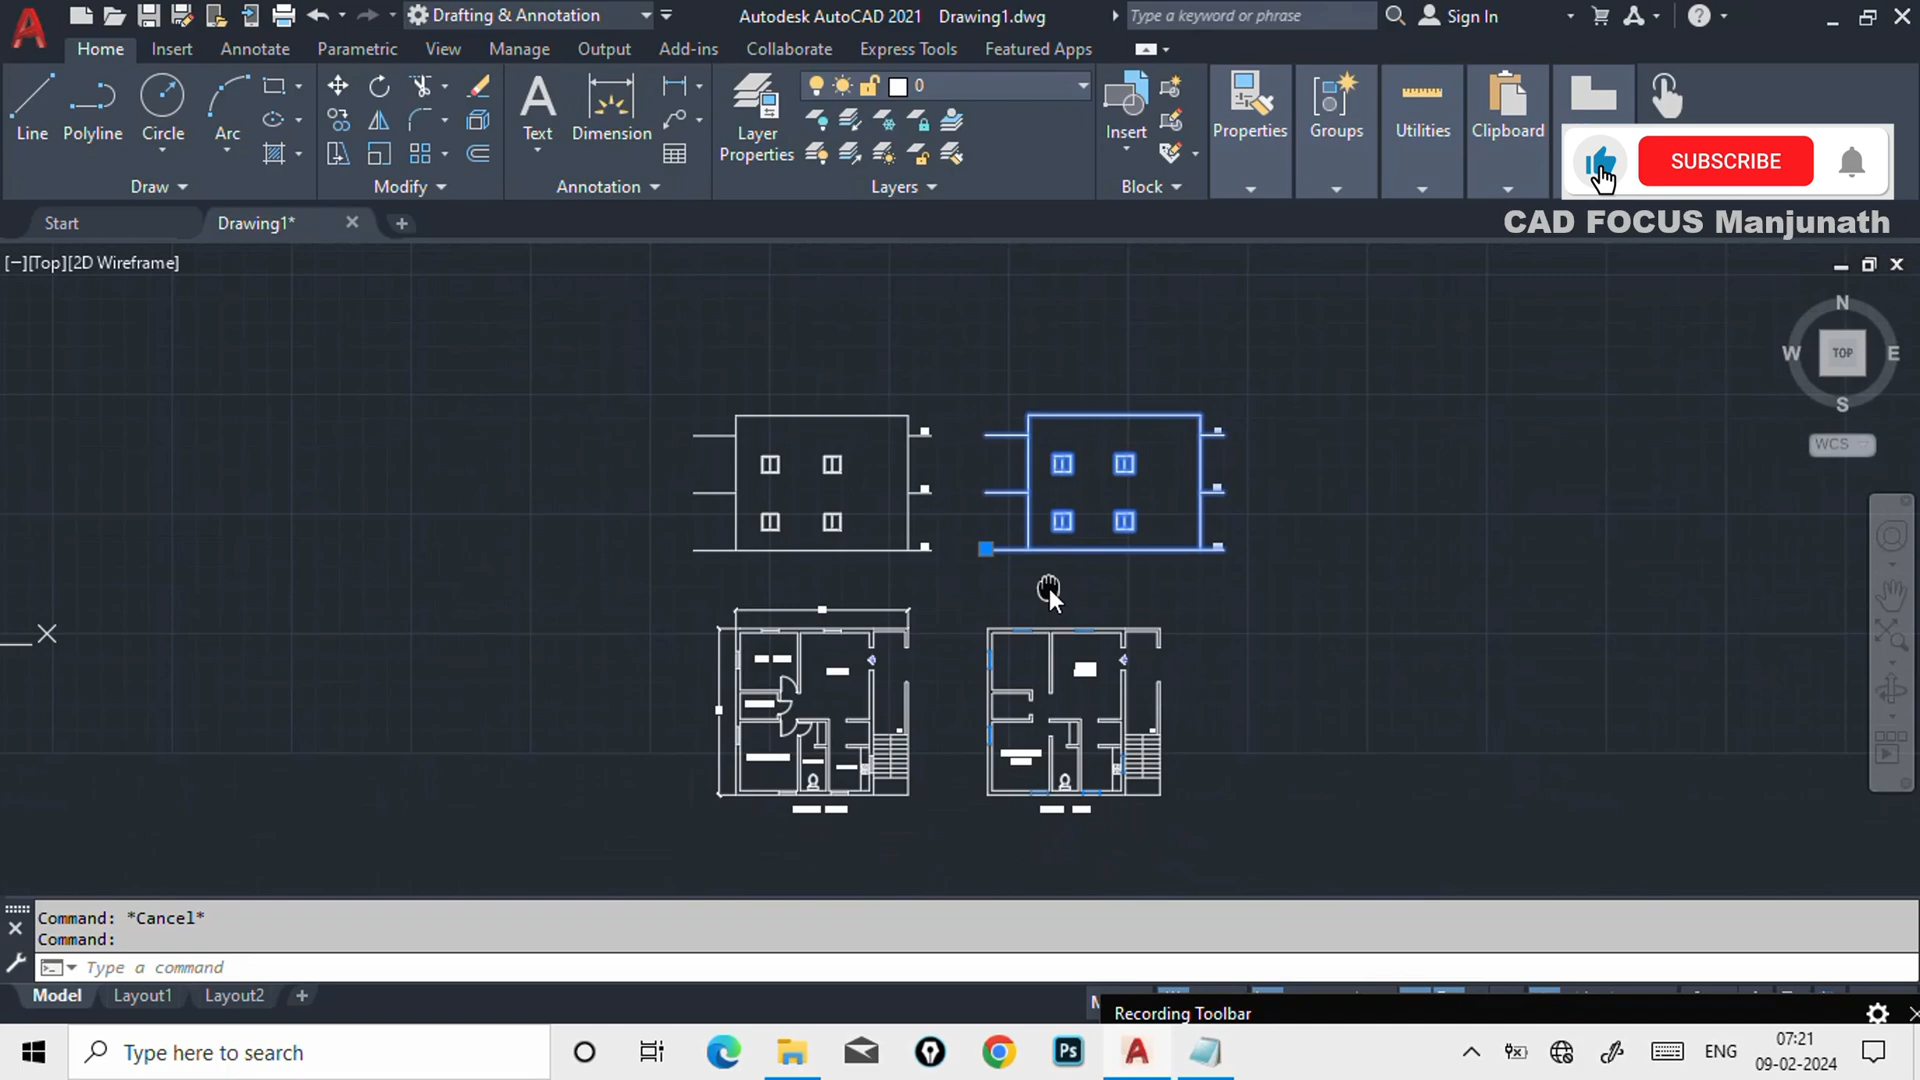 Drafting & Annotation
Autodesk AutoCAD 2021 Drawing1.dwg
Type a keyword or phrase
Sign In
Home Insert Annotate Parametric View Manage Output Add-ins Collaborate Express Tools Featured Apps
0
Line Polyline Circle Arc
Text Dimension
Layer Properties
Insert
Properties Groups Utilities Clipboard
SUBSCRIBE
Draw Modify Annotation Layers Block
Start Drawing1*
CAD FOCUS Manjunath
[−][Top][2D Wireframe]
N
W TOP E
S
WCS
Command: *Cancel*
Command:
Type a command
Model Layout1 Layout2
Recording Toolbar
Type here to search
Ps
ENG
07:21
09-02-2024